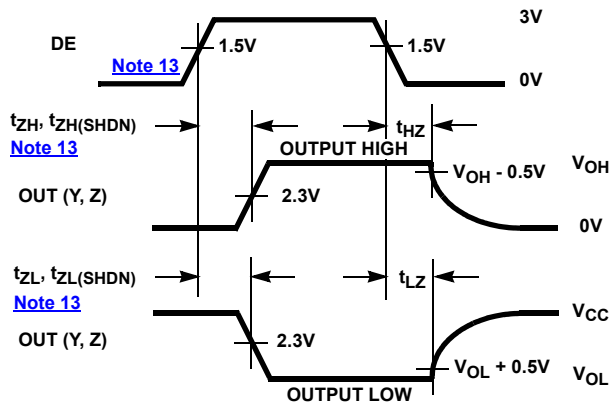 3V
DE
1.5V
1.5V
Note 13
0V
tZH, tZH(SHDN)
Note 13
tHZ
OUTPUT HIGH
VOH - 0.5V
VOH
OUT (Y, Z)
2.3V
0V
tZL, tZL(SHDN)
Note 13
tLZ
VCC
OUT (Y, Z)
2.3V
VOL + 0.5V
VOL
OUTPUT LOW